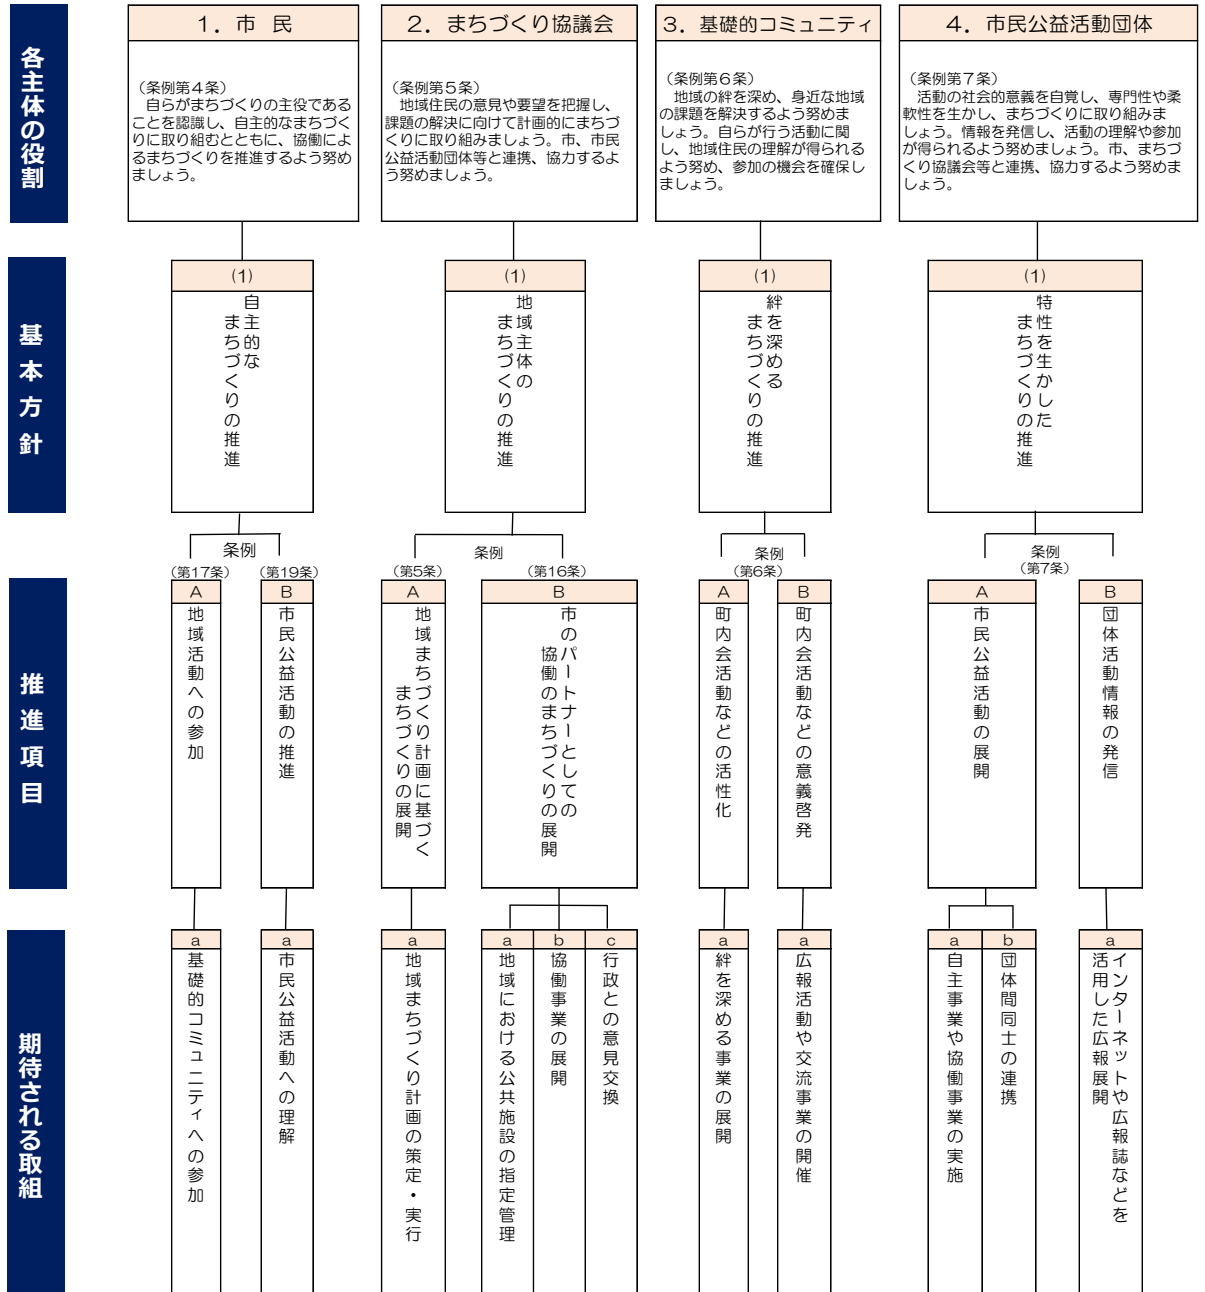 各主体の役割
1．市　民
（条例第4条）
　自らがまちづくりの主役である
ことを認識し、自主的なまちづく
りに取り組むとともに、協働によ
るまちづくりを推進するよう努め
ましょう。
2．まちづくり協議会
（条例第5条）
　地域住民の意見や要望を把握し、
課題の解決に向けて計画的にまちづ
くりに取り組みましょう。市、市民
公益活動団体等と連携、協力するよ
う努めましょう。
3．基礎的コミュニティ
（条例第6条）
　地域の絆を深め、身近な地域
の課題を解決するよう努めま
しょう。自らが行う活動に関
し、地域住民の理解が得られる
よう努め、参加の機会を確保し
ましょう。
4．市民公益活動団体
（条例第7条）
　活動の社会的意義を自覚し、専門性や柔
軟性を生かし、まちづくりに取り組みま
しょう。情報を発信し、活動の理解や参加
が得られるよう努めましょう。市、まちづ
くり協議会等と連携、協力するよう努めま
しょう。
基本方針
(1)
自主的な
まちづくりの推進
(1)
地域主体の
まちづくりの推進
(1)
絆を深める
まちづくりの推進
(1)
特性を生かした
まちづくりの推進
推進項目
条例
（第17条）
（第19条）
A
地域活動への参加
B
市民公益活動の推進
条例
（第5条）
（第16条）
A
地域まちづくり計画に基づく
まちづくりの展開
B
市のパートナーとしての
協働のまちづくりの展開
条例
（第6条）
A
町内会活動などの活性化
B
町内会活動などの意義啓発
条例
（第7条）
A
市民公益活動の展開
B
団体活動情報の発信
期待される取組
a
基礎的コミュニティへの参加
a
市民公益活動への理解
a
地域まちづくり計画の策定・実行
a
地域における公共施設の指定管理
b
協働事業の展開
c
行政との意見交換
a
絆を深める事業の展開
a
広報活動や交流事業の開催
a
自主事業や協働事業の実施
b
団体間同士の連携
a
インターネットや広報誌などを
活用した広報展開